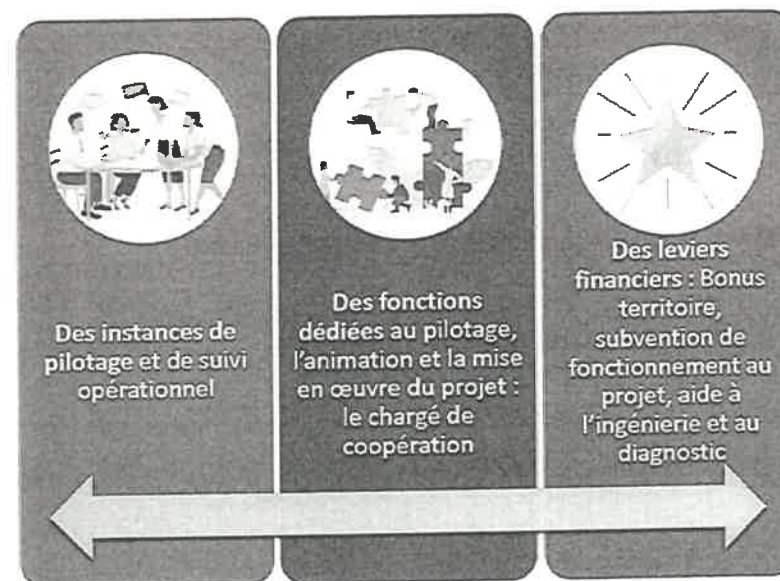 Des instances de
pilotage et de suivi
opérationnel
Des fonctions
dédiées au pilotage,
l'animation et la mise
en œuvre du projet :
le chargé de
coopération
Des leviers
financiers : Bonus
territoire,
subvention de
fonctionnement au
projet, aide à
l'ingénierie et au
diagnostic